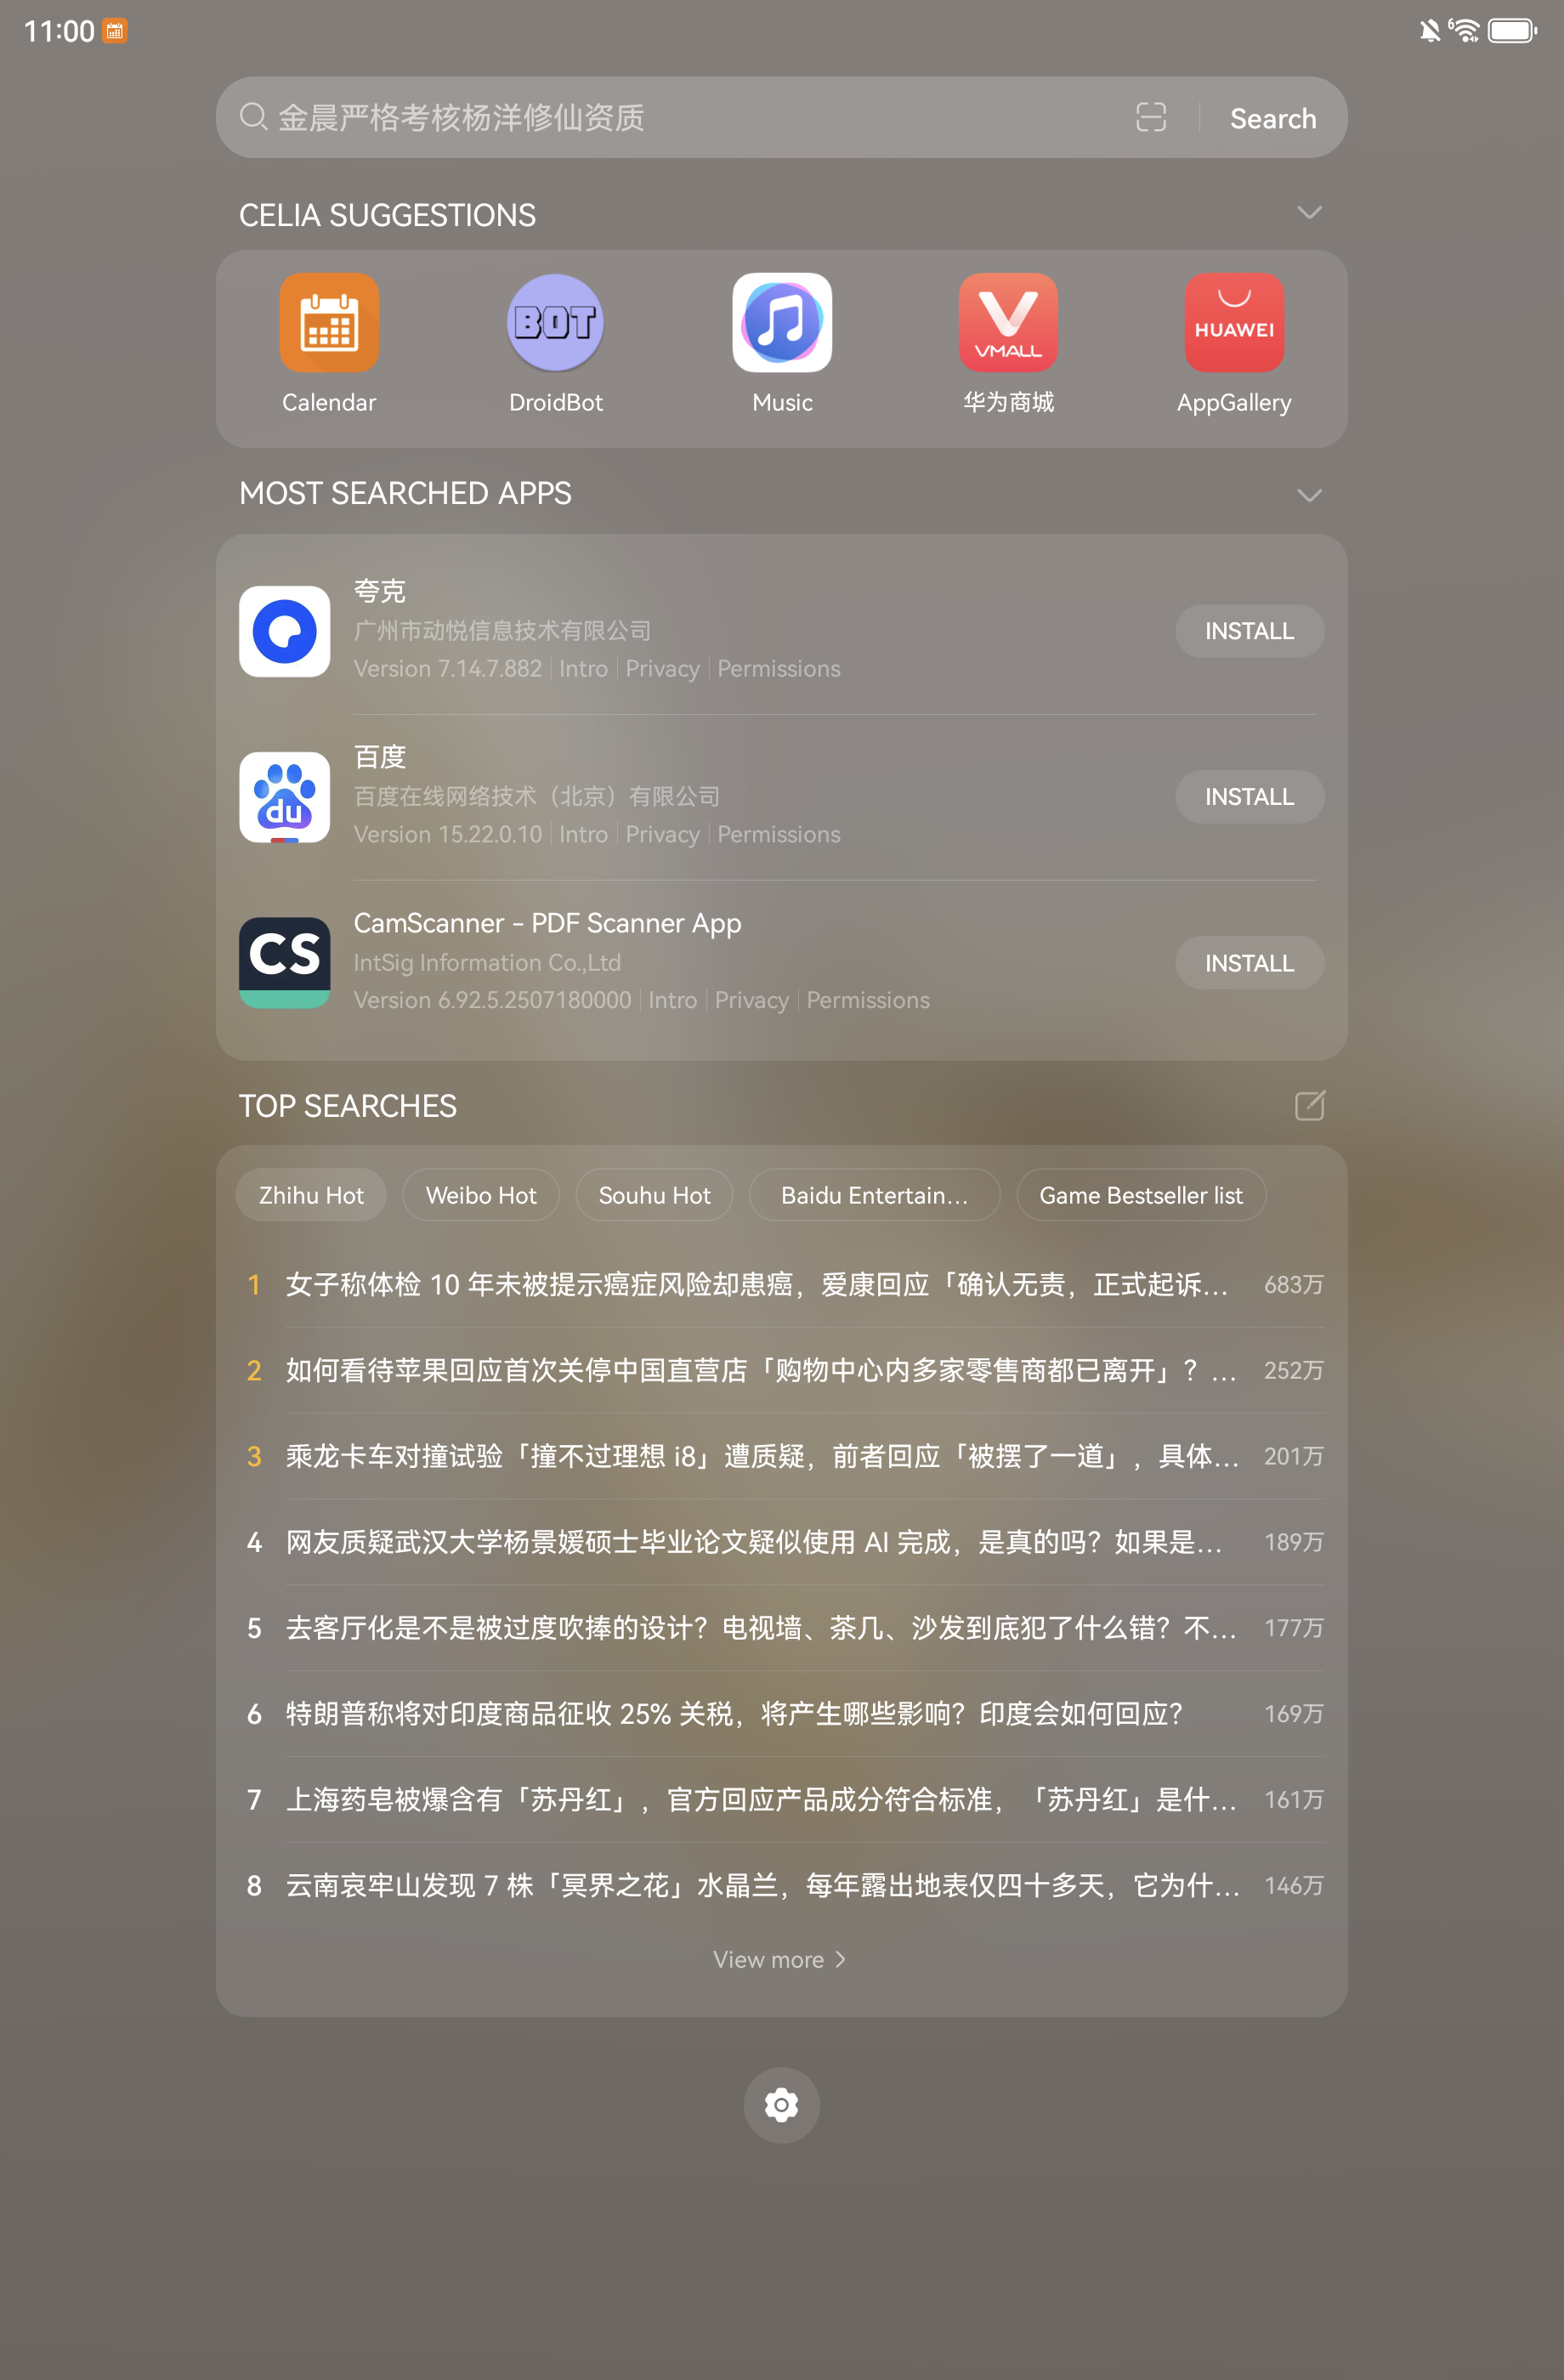 11:00
金晨严格考核杨洋修仙资质
Search
CELIA SUGGESTIONS
BOT
VMALL
HUAWEI
Calendar
DroidBot
Music
华为商城
AppGallery
MOST SEARCHED APPS
夸克
广州市动悦信息技术有限公司
Version 7.14.7.882 | Intro | Privacy | Permissions
INSTALL
du
百度
百度在线网络技术（北京）有限公司
Version 15.22.0.10 | Intro | Privacy | Permissions
INSTALL
CS
CamScanner - PDF Scanner App
IntSig Information Co.,Ltd
Version 6.92.5.2507180000 | Intro | Privacy | Permissions
INSTALL
TOP SEARCHES
Zhihu Hot
Weibo Hot
Souhu Hot
Baidu Entertain...
Game Bestseller list
1 女子称体检 10 年未被提示癌症风险却患癌，爱康回应「确认无责，正式起诉... 683万
2 如何看待苹果回应首次关停中国直营店「购物中心内多家零售商都已离开」？... 252万
3 乘龙卡车对撞试验「撞不过理想 i8」遭质疑，前者回应「被摆了一道」，具体... 201万
4 网友质疑武汉大学杨景媛硕士毕业论文疑似使用 AI 完成，是真的吗？如果是... 189万
5 去客厅化是不是被过度吹捧的设计？电视墙、茶几、沙发到底犯了什么错？不... 177万
6 特朗普称将对印度商品征收 25% 关税，将产生哪些影响？印度会如何回应？ 169万
7 上海药皂被爆含有「苏丹红」，官方回应产品成分符合标准，「苏丹红」是什... 161万
8 云南哀牢山发现 7 株「冥界之花」水晶兰，每年露出地表仅四十多天，它为什... 146万
View more